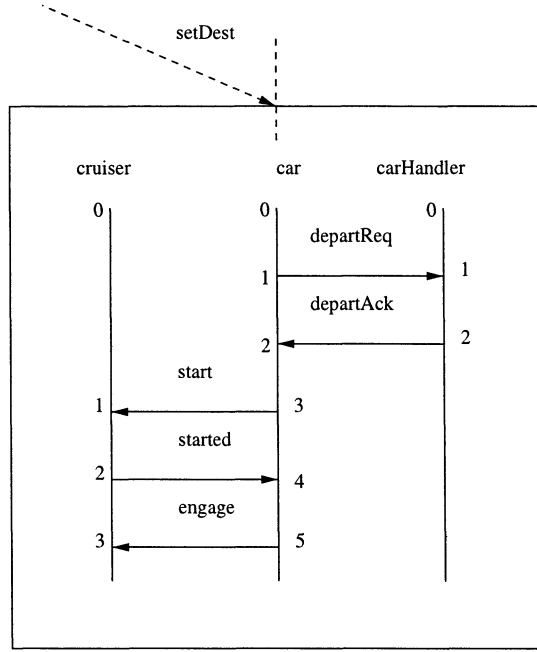 setDest
cruiser car carHandler
0 0 0
departReq
1 1
departAck
2 2
start
1 3
started
2 4
engage
3 5